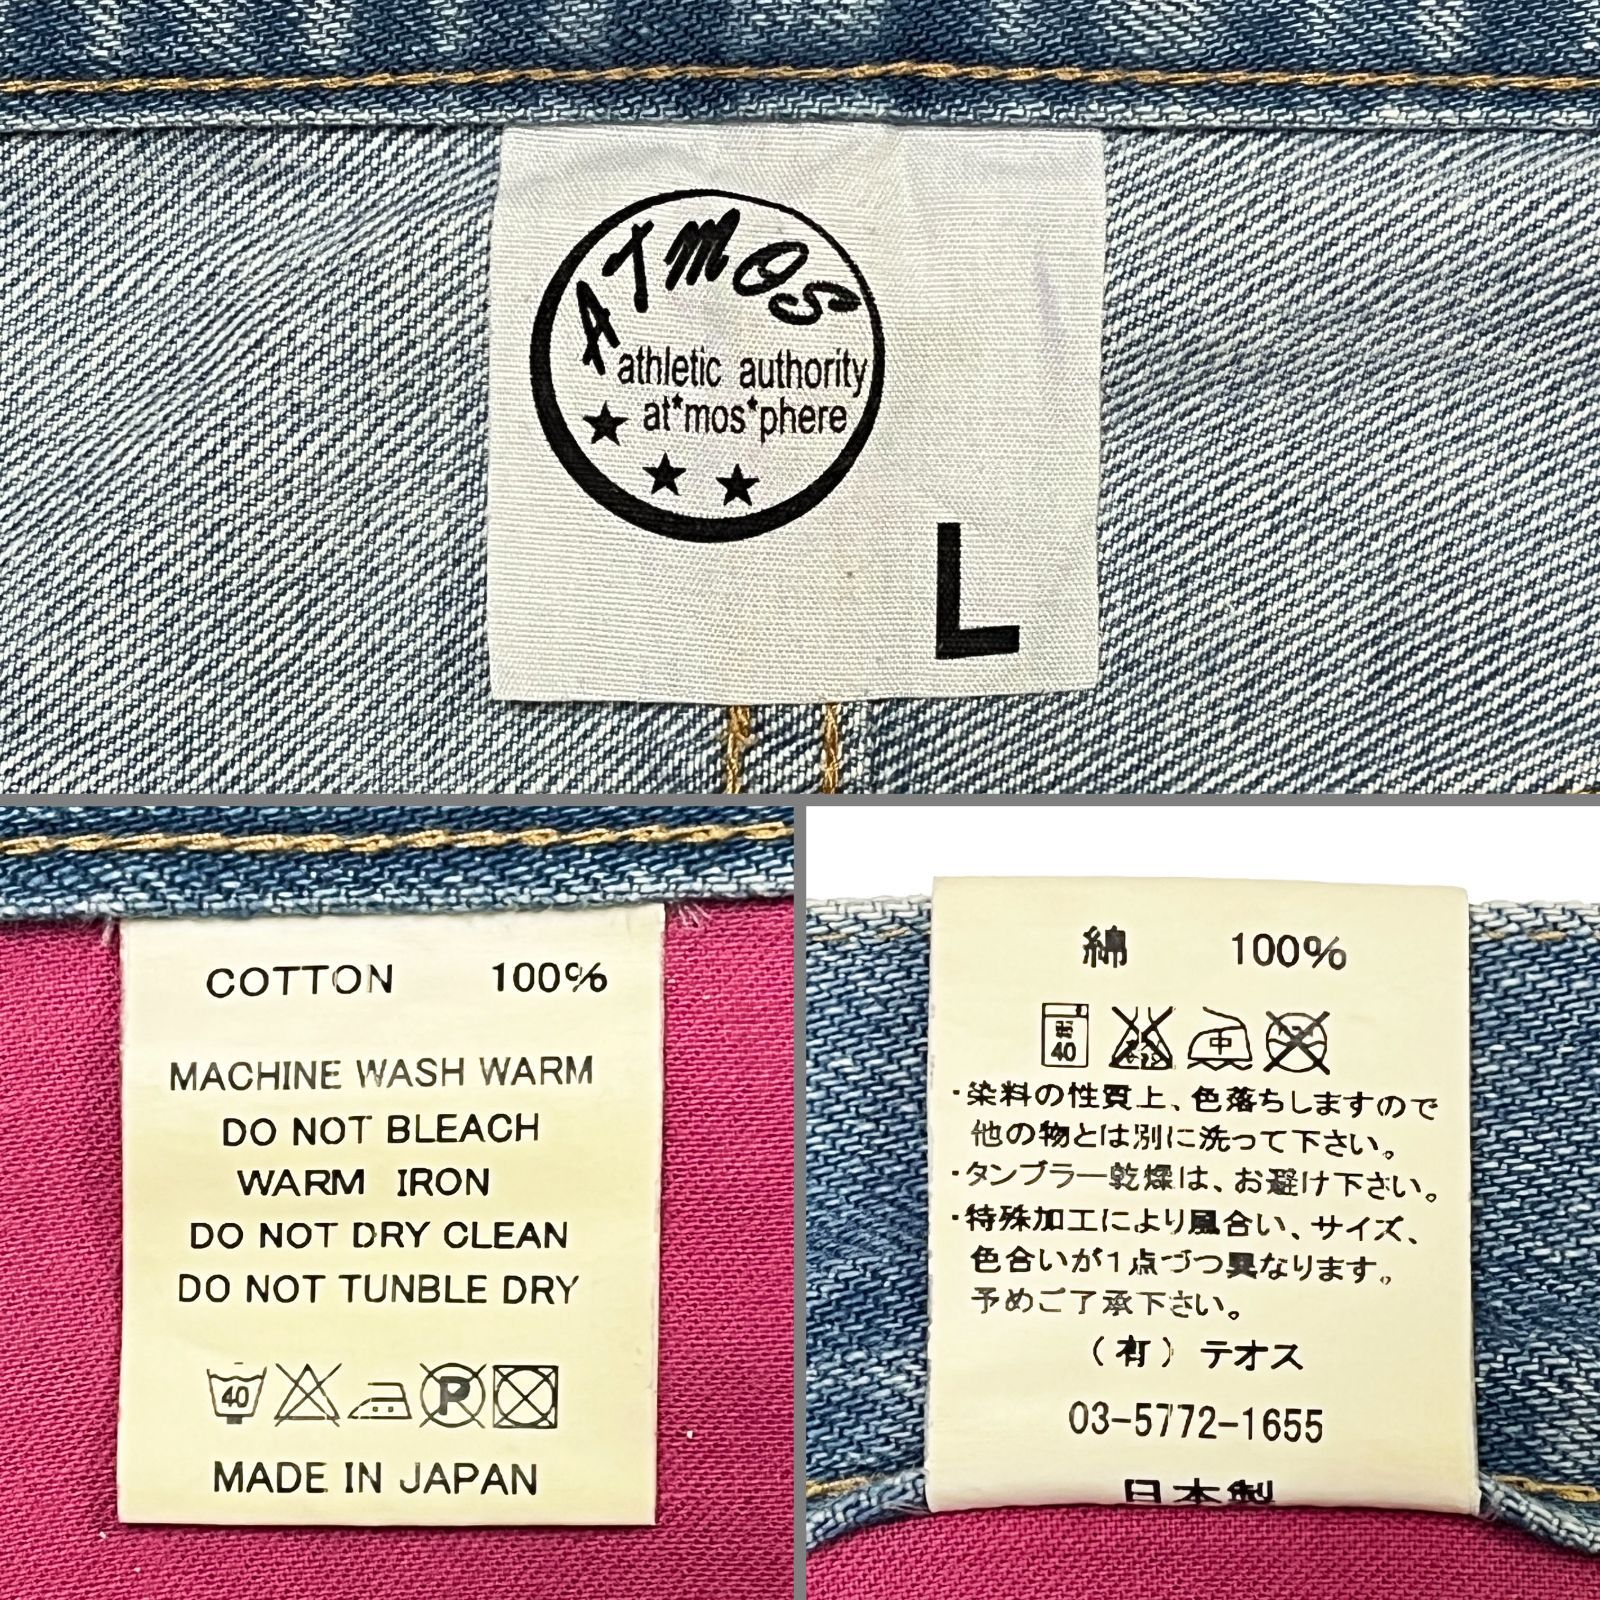 ATMOS
athletic authority
at*mos*phere
L
COTTON 100%
MACHINE WASH WARM
DO NOT BLEACH
WARM IRON
DO NOT DRY CLEAN
DO NOT TUNBLE DRY
40
P
MADE IN JAPAN
綿 100%
40
中
・染料の性質上、色落ちしますので
他の物とは別に洗って下さい。
・タンブラー乾燥は、お避け下さい。
・特殊加工により風合い、サイズ、
色合いが1点づつ異なります。
予めご了承下さい。
(有)テオス
03-5772-1655
日本製